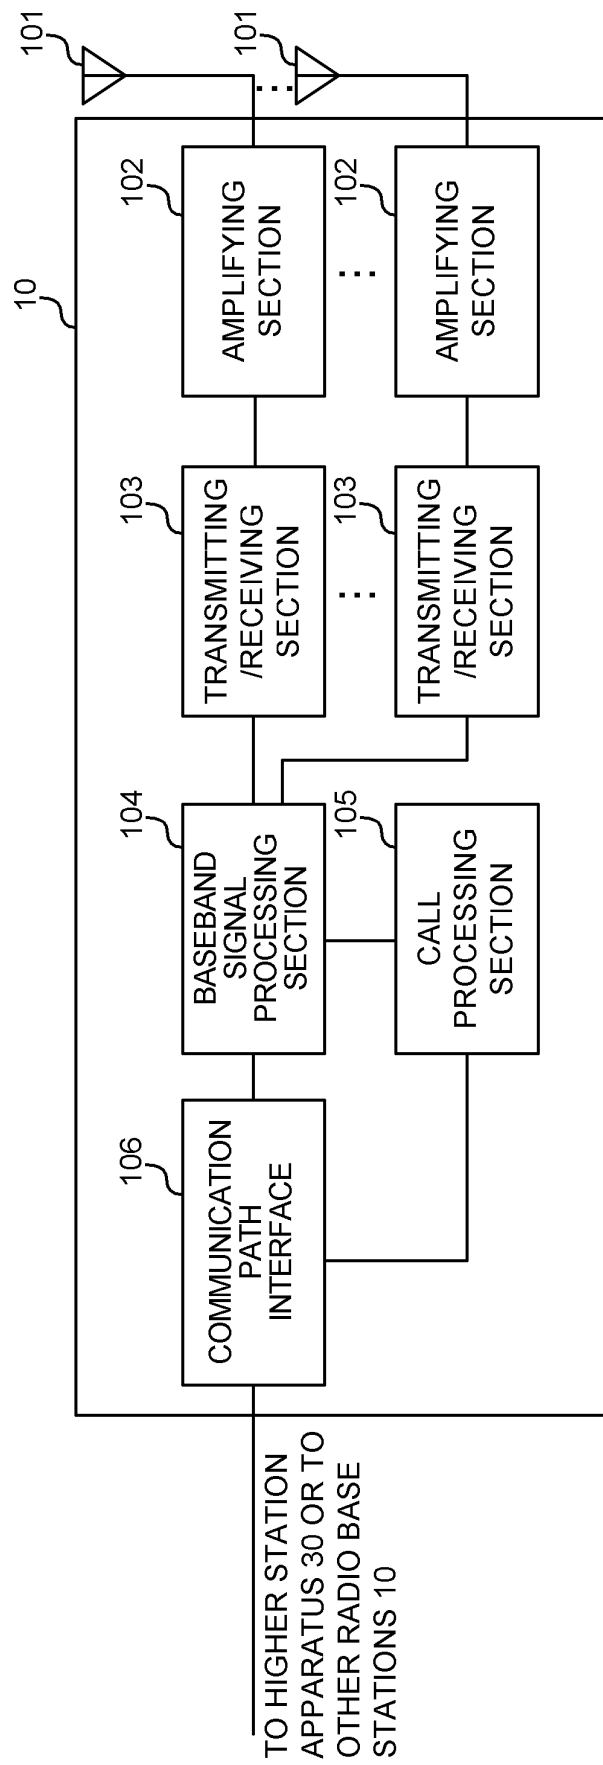 10
101
101
102
102
AMPLIFYING
SECTION
AMPLIFYING
SECTION
...
...
...
103
103
TRANSMITTING
/RECEIVING
SECTION
TRANSMITTING
/RECEIVING
SECTION
104
BASEBAND
SIGNAL
PROCESSING
SECTION
105
CALL
PROCESSING
SECTION
106
COMMUNICATION
PATH
INTERFACE
TO HIGHER STATION
APPARATUS 30 OR TO
OTHER RADIO BASE
STATIONS 10